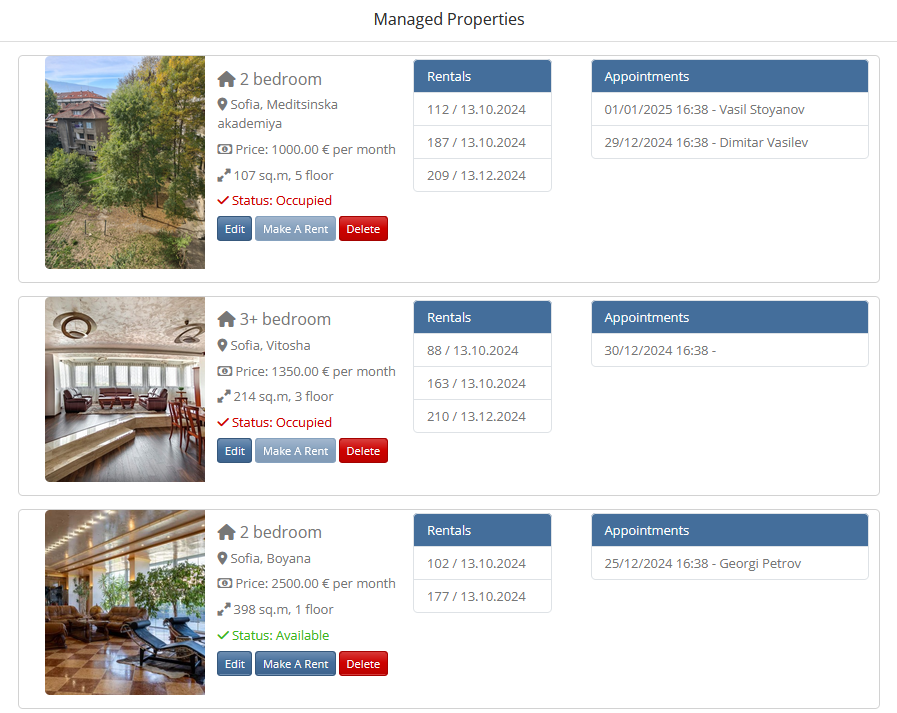 Managed Properties
2 bedroom
Sofia, Meditsinska
akademiya
Price: 1000.00 € per month
107 sq.m, 5 floor
Status: Occupied
Edit Make A Rent Delete
Rentals
112 / 13.10.2024
187 / 13.10.2024
209 / 13.12.2024
Appointments
01/01/2025 16:38 - Vasil Stoyanov
29/12/2024 16:38 - Dimitar Vasilev
3+ bedroom
Sofia, Vitosha
Price: 1350.00 € per month
214 sq.m, 3 floor
Status: Occupied
Edit Make A Rent Delete
Rentals
88 / 13.10.2024
163 / 13.10.2024
210 / 13.12.2024
Appointments
30/12/2024 16:38 -
2 bedroom
Sofia, Boyana
Price: 2500.00 € per month
398 sq.m, 1 floor
Status: Available
Edit Make A Rent Delete
Rentals
102 / 13.10.2024
177 / 13.10.2024
Appointments
25/12/2024 16:38 - Georgi Petrov